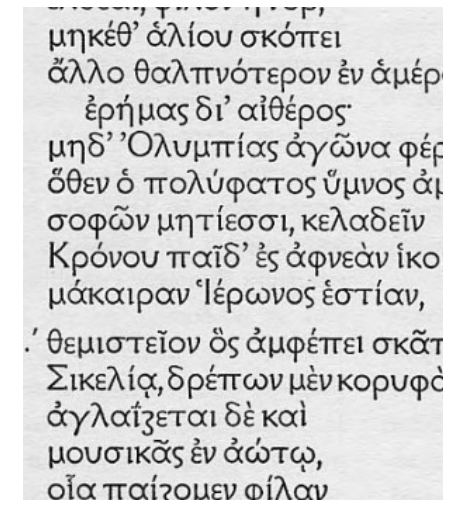 μηκέθ’ ἁλίου σκόπει
ἄλλο θαλπνότερον ἐν ἁμέρ
ἐρήμας δι’ αἰθέρος·
μηδ’ Ὀλυμπίας ἀγῶνα φέρ
ὅθεν ὁ πολύφατος ὕμνος ἀμ
σοφῶν μητίεσσι, κελαδεῖν
Κρόνου παῖδ’ ἐς ἀφνεὰν ἱκο
μάκαιραν Ἱέρωνος ἑστίαν,
.′ θεμιστεῖον ὃς ἀμφέπει σκᾶπ
Σικελίᾳ, δρέπων μὲν κορυφὰ
ἀγλαΐζεται δὲ καὶ
μουσικᾶς ἐν ἀώτῳ,
οἷα παίζομεν φίλαν